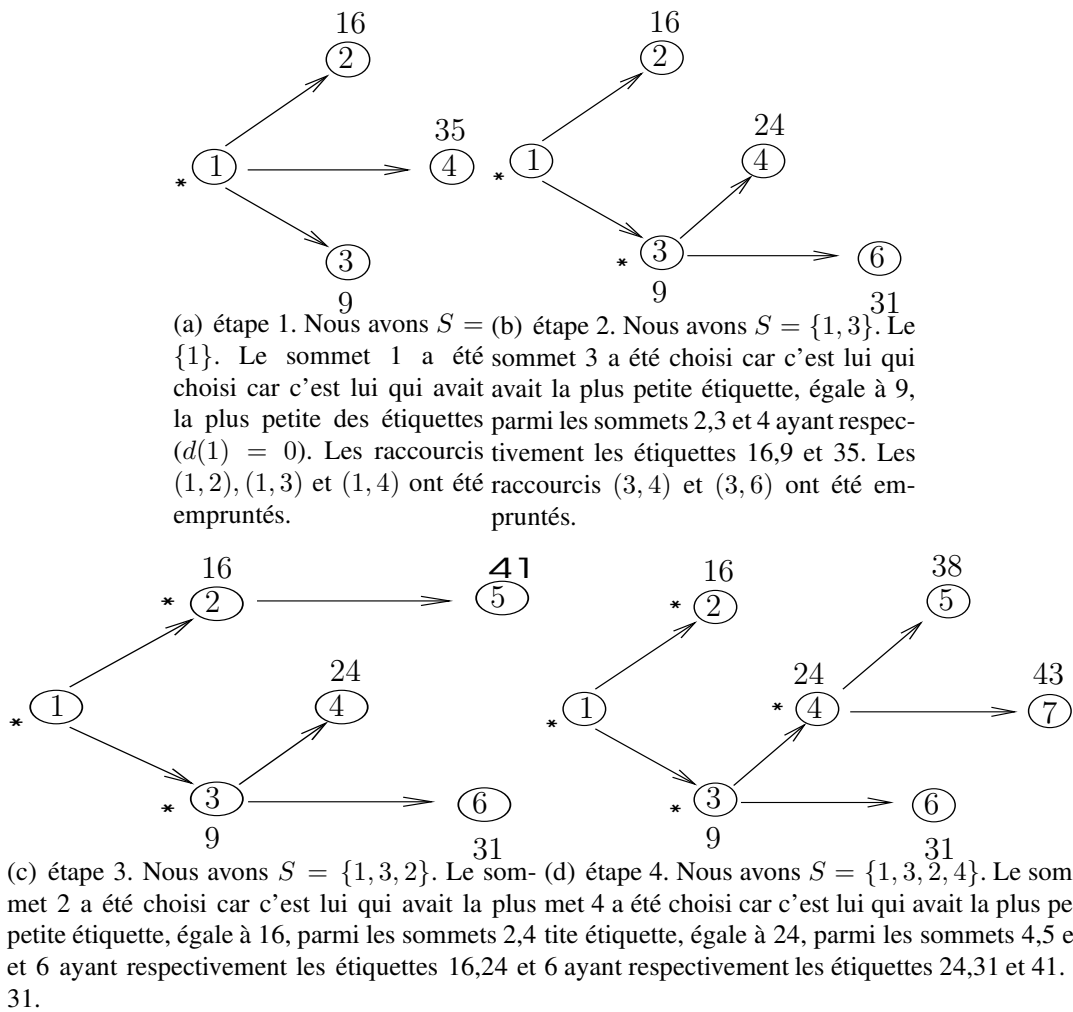 16
2
35
1
4
*
3
9
16
2
24
1
4
*
3
*
6
9
31
(a) étape 1. Nous avons S =
{1}. Le sommet 1 a été
choisi car c'est lui qui avait
la plus petite des étiquettes
(d(1) = 0). Les raccourcis
(1, 2), (1, 3) et (1, 4) ont été
empruntés.
(b) étape 2. Nous avons S = {1, 3}. Le
sommet 3 a été choisi car c'est lui qui
avait la plus petite étiquette, égale à 9,
parmi les sommets 2,3 et 4 ayant respec-
tivement les étiquettes 16,9 et 35. Les
raccourcis (3, 4) et (3, 6) ont été em-
pruntés.
16
41
*
2
5
24
1
4
*
3
6
*
9
31
16
38
*
2
5
24
43
1
*
4
7
*
3
6
*
9
31
(c) étape 3. Nous avons S = {1, 3, 2}. Le som-
met 2 a été choisi car c'est lui qui avait la plus
petite étiquette, égale à 16, parmi les sommets 2,4
et 6 ayant respectivement les étiquettes 16,24 et
31.
(d) étape 4. Nous avons S = {1, 3, 2, 4}. Le som
met 4 a été choisi car c'est lui qui avait la plus pe
tite étiquette, égale à 24, parmi les sommets 4,5 e
6 ayant respectivement les étiquettes 24,31 et 41.